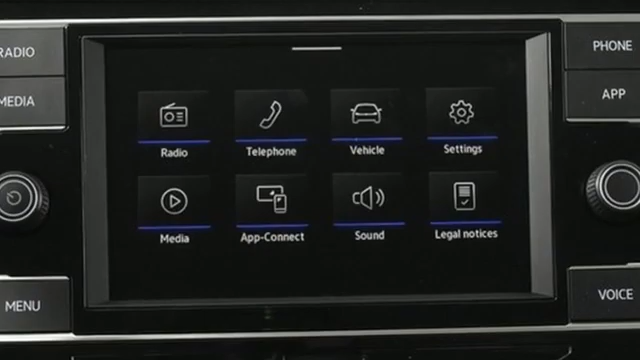 RADIO
PHONE
MEDIA
APP
Radio
Telephone
Vehicle
Settings
Media
App-Connect
Sound
Legal notices
MENU
VOICE